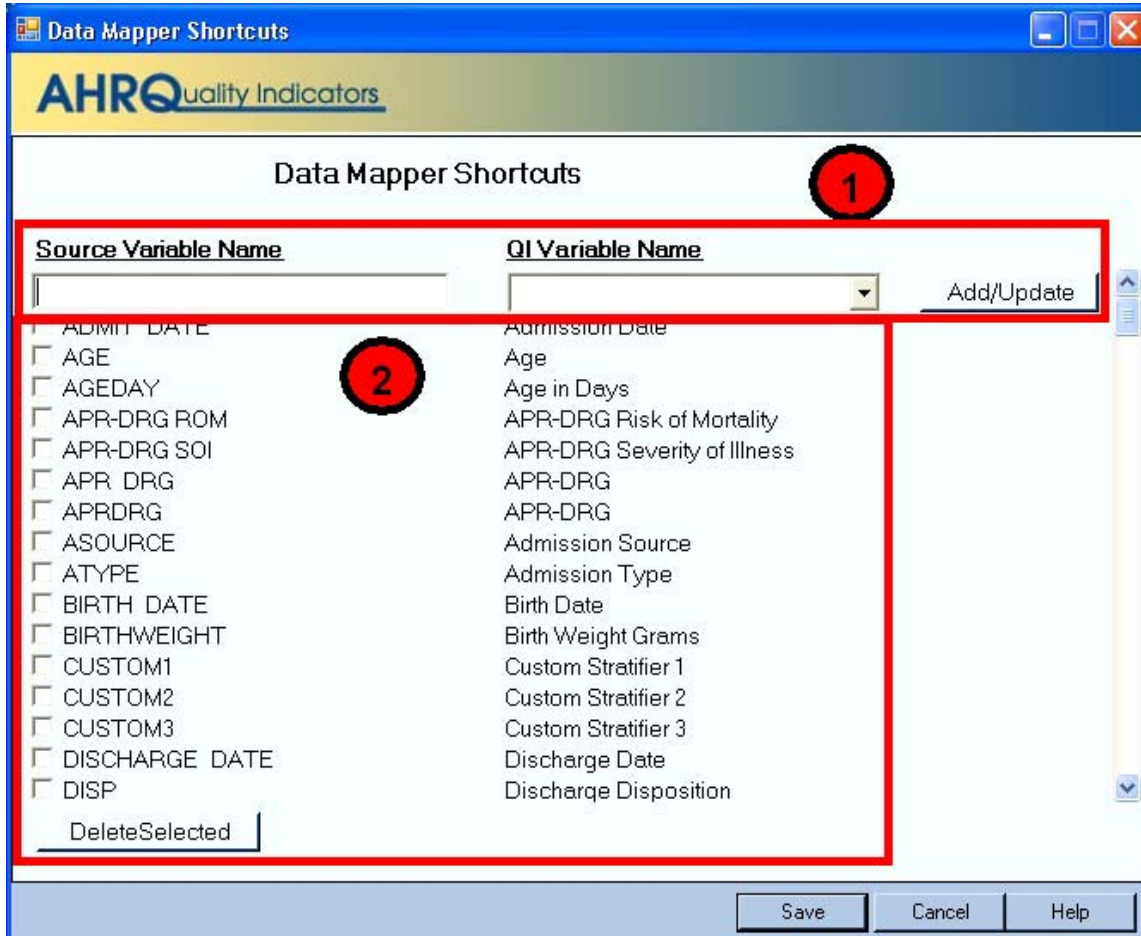 Data Mapper Shortcuts
AHRQuality Indicators
Data Mapper Shortcuts
1
Source Variable Name QI Variable Name
Add/Update
ADMIT DATE Admission Date
2
AGE Age
AGEDAY Age in Days
APR-DRG ROM APR-DRG Risk of Mortality
APR-DRG SOI APR-DRG Severity of Illness
APR DRG APR-DRG
APRDRG APR-DRG
ASOURCE Admission Source
ATYPE Admission Type
BIRTH DATE Birth Date
BIRTHWEIGHT Birth Weight Grams
CUSTOM1 Custom Stratifier 1
CUSTOM2 Custom Stratifier 2
CUSTOM3 Custom Stratifier 3
DISCHARGE DATE Discharge Date
DISP Discharge Disposition
DeleteSelected
Save Cancel Help